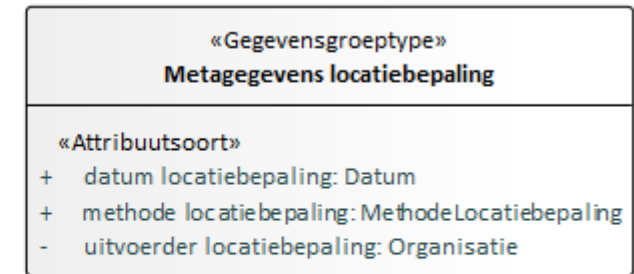 «Gegevensgroeptype»
Metagegevens locatiebepaling
«Attribuutsoort»
+ datum locatiebepaling: Datum
+ methode locatiebepaling: MethodeLocatiebepaling
- uitvoerder locatiebepaling: Organisatie